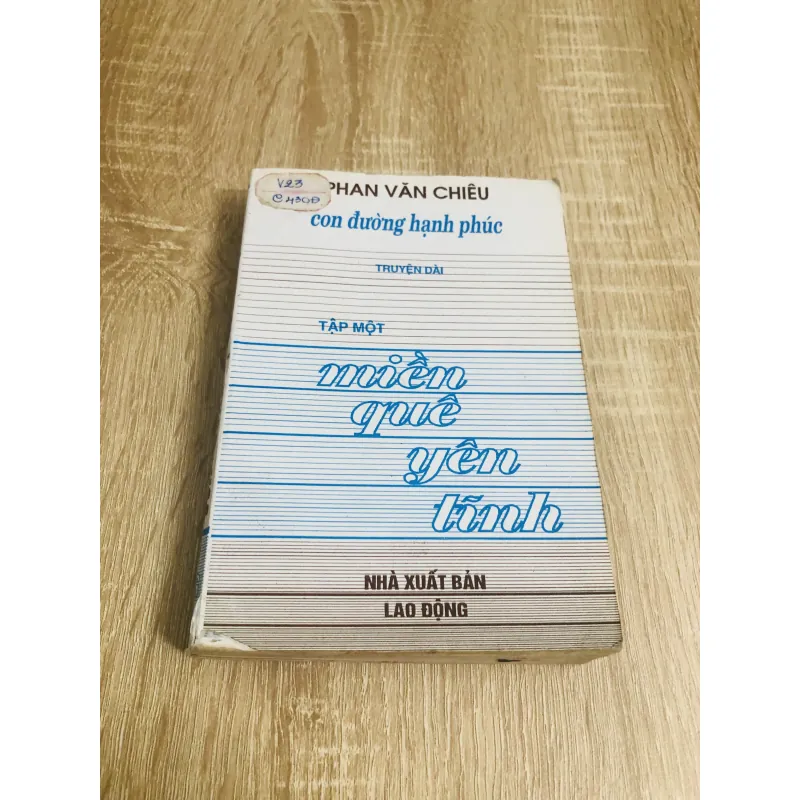 V23
C430Đ
PHAN VĂN CHIÊU
con đường hạnh phúc
TRUYỆN DÀI
TẬP MỘT
miền
quê
yên
tĩnh
NHÀ XUẤT BẢN
LAO ĐỘNG